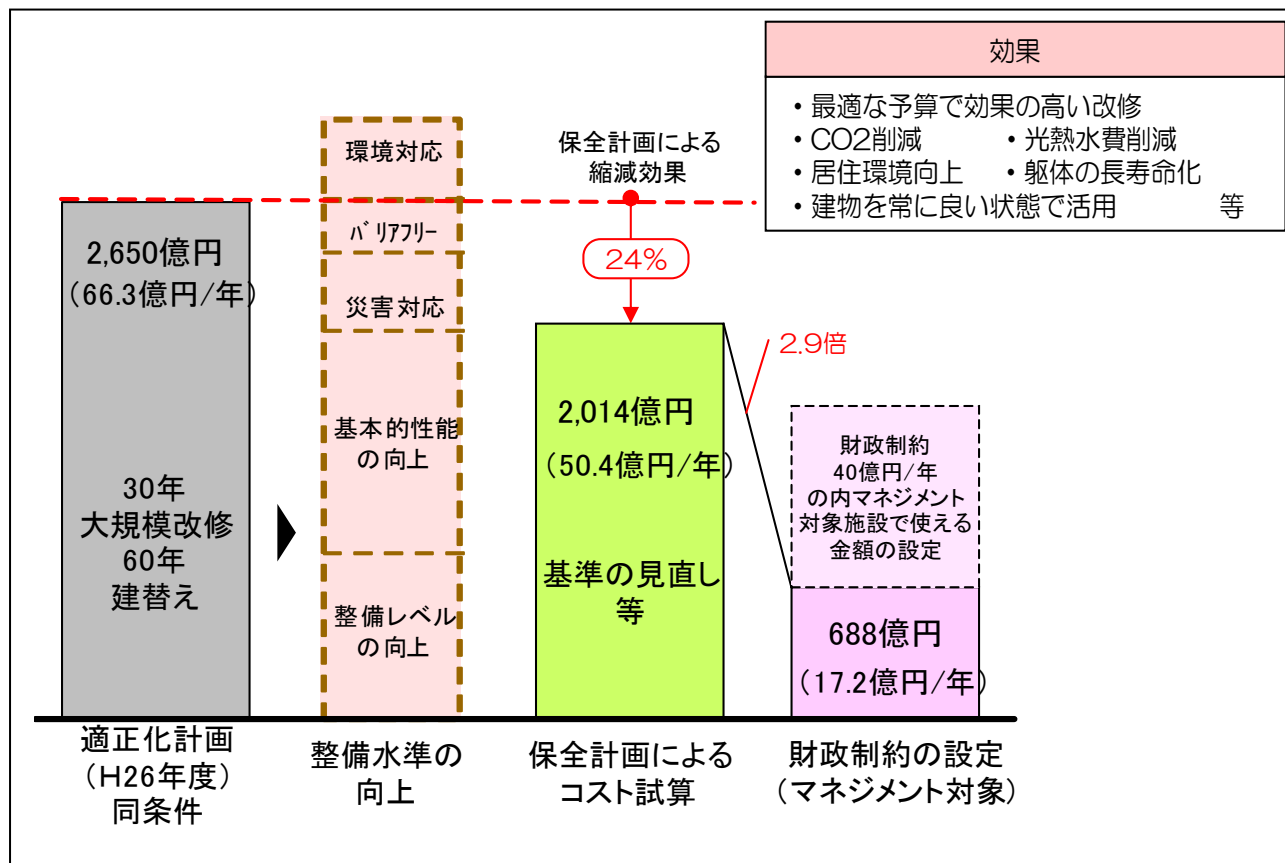 効果
・最適な予算で効果の高い改修
・CO2削減 ・光熱水費削減
・居住環境向上 ・躯体の長寿命化
・建物を常に良い状態で活用 等
2,650億円
（66.3億円/年）
30年
大規模改修
60年
建替え
環境対応
ﾊﾞﾘｱﾌﾘｰ
災害対応
基本的性能
の向上
整備レベル
の向上
保全計画による
縮減効果
24%
2,014億円
（50.4億円/年）
基準の見直し
等
2.9倍
財政制約
40億円/年
の内マネジメント
対象施設で使える
金額の設定
688億円
（17.2億円/年）
適正化計画
（H26年度）
同条件
整備水準の
向上
保全計画による
コスト試算
財政制約の設定
（マネジメント対象）